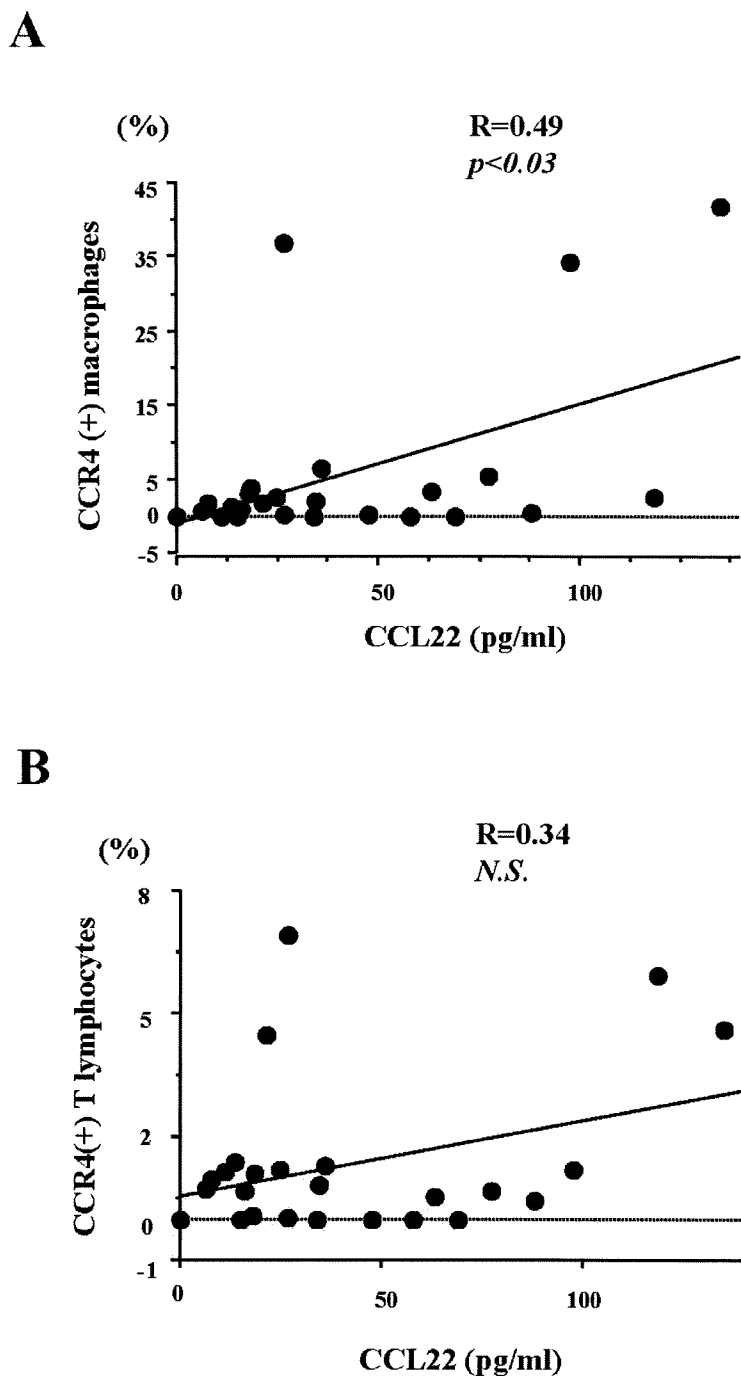 A
(%)
R=0.49
p<0.03
45
35
25
15
5
0
-5
CCR4 (+) macrophages
0
50
100
CCL22 (pg/ml)
B
(%)
R=0.34
N.S.
8
5
2
0
-1
CCR4(+) T lymphocytes
0
50
100
CCL22 (pg/ml)